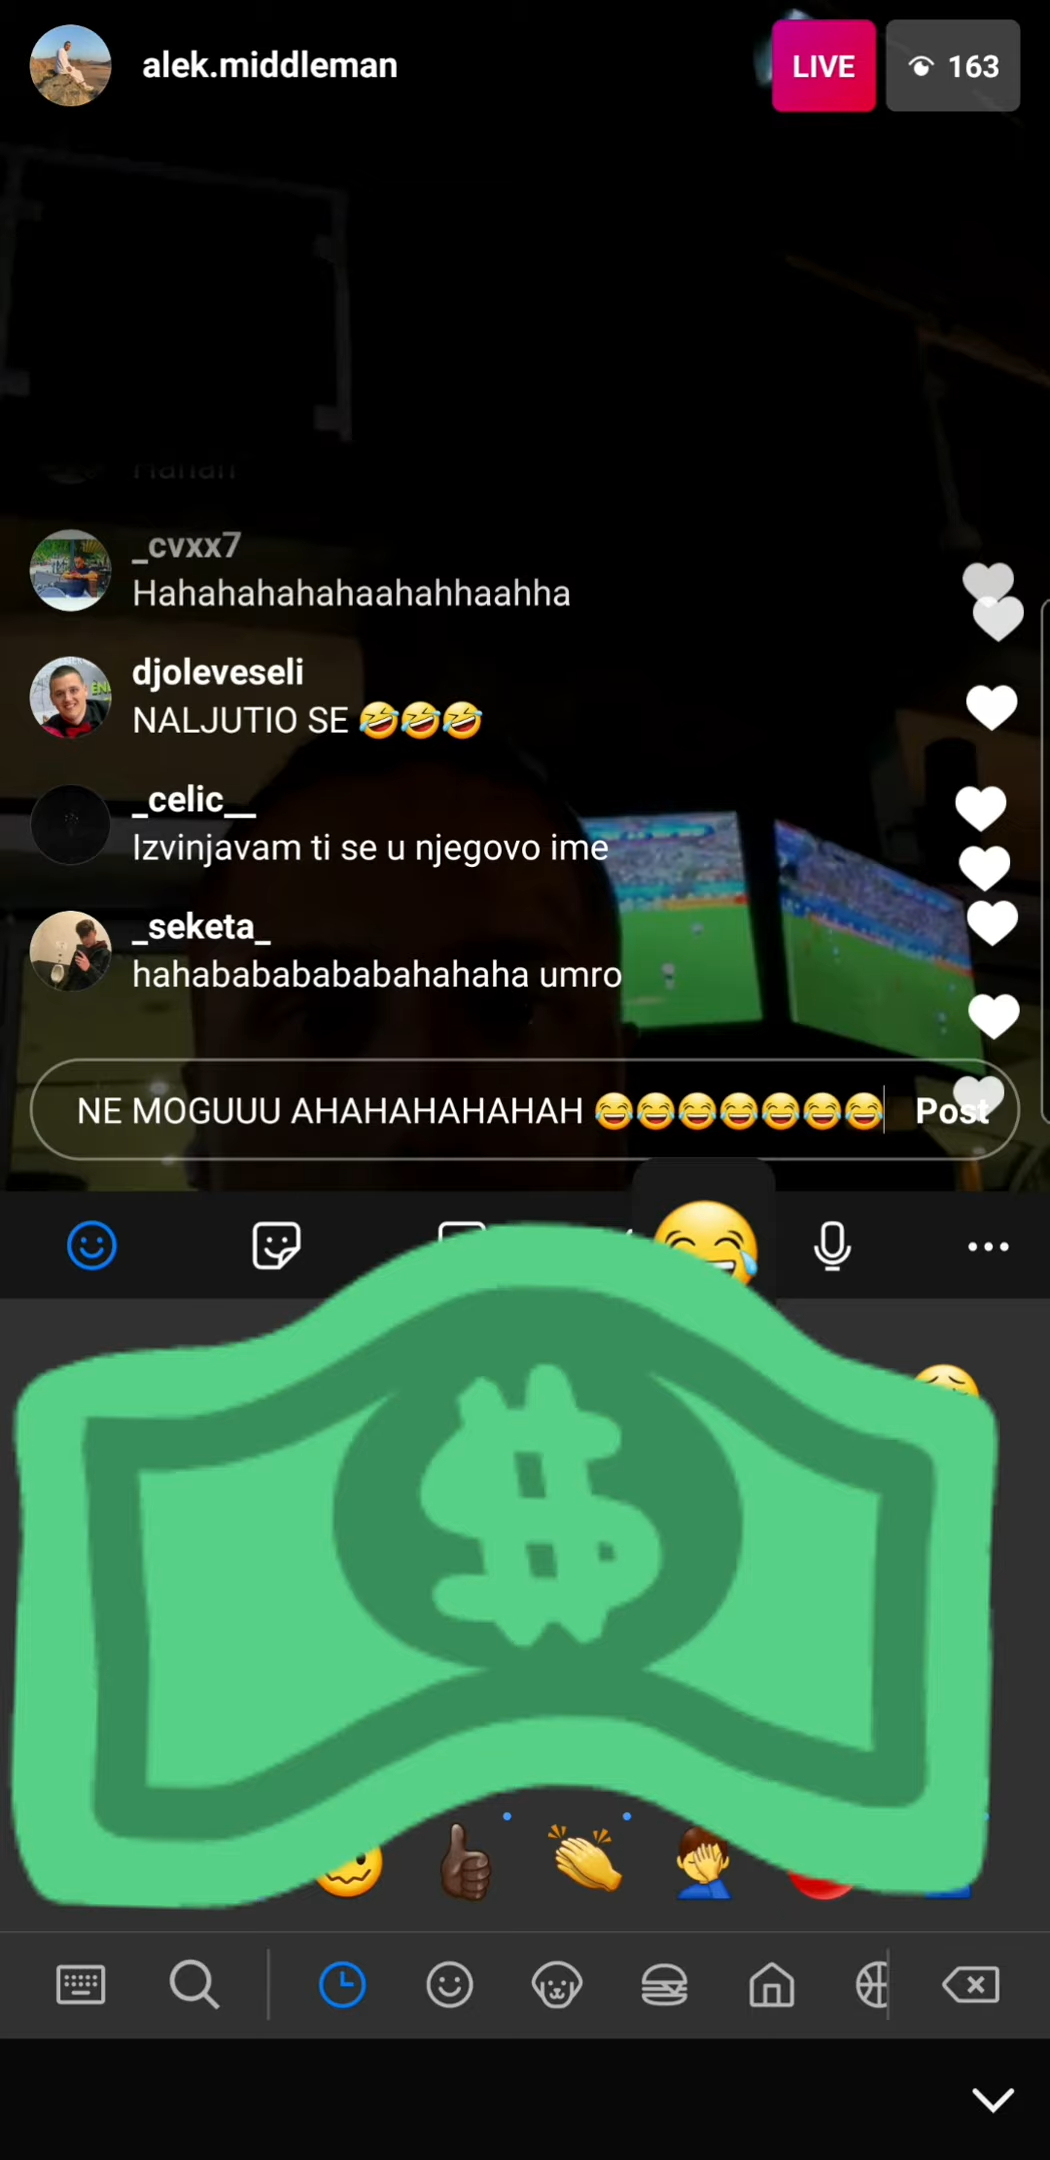 alek.middleman
LIVE
163
Hahah
_cvxx7
Hahahahahahaahahhaahha
djoleveseli
NALJUTIO SE 🤣🤣🤣
_celic__
Izvinjavam ti se u njegovo ime
_seketa_
hahababababababahahaha umro
NE MOGUUU AHAHAHAHAHAH 😂😂😂😂😂😂😂
Post